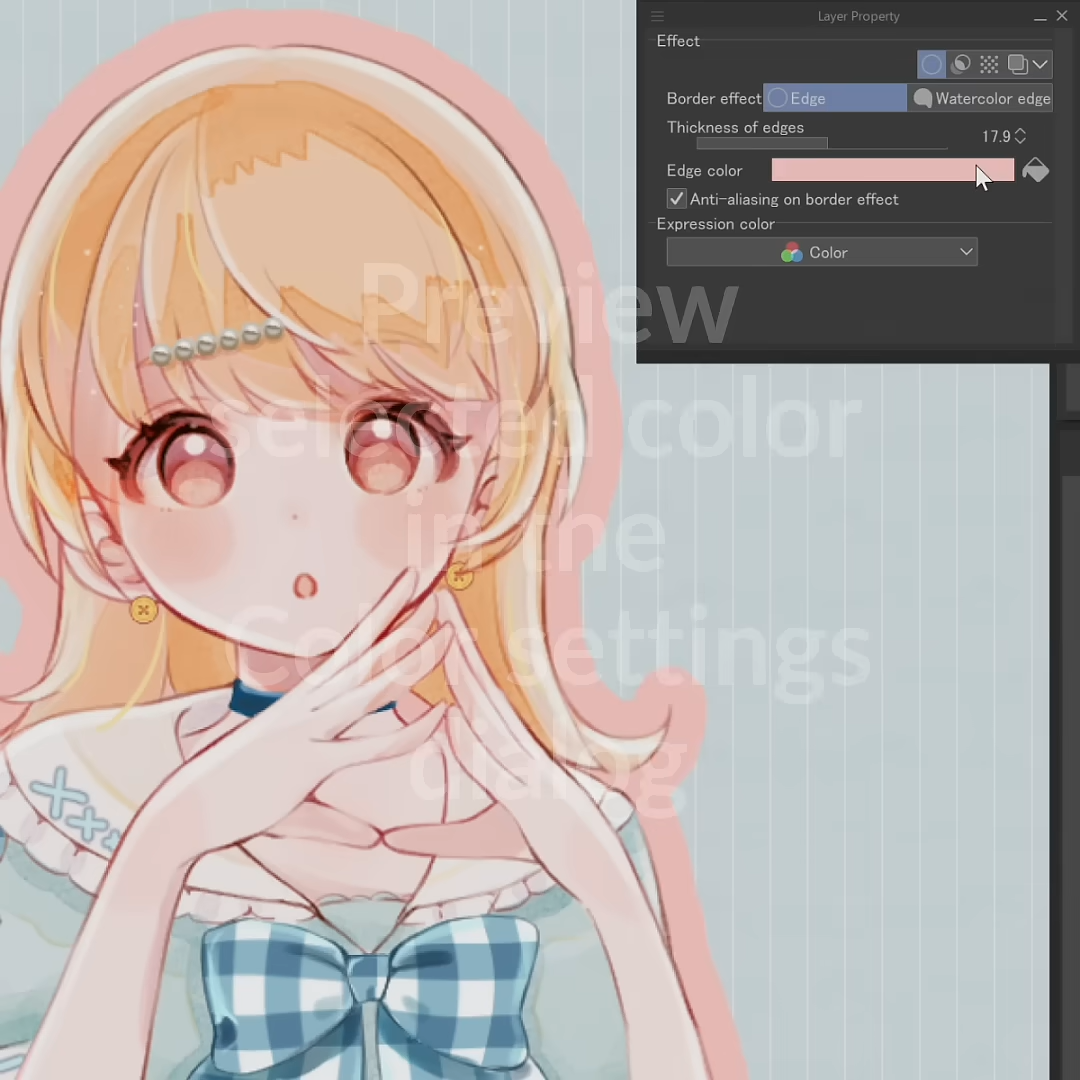 Layer Property
Effect
Border effect Edge Watercolor edge
Thickness of edges 17.9
Edge color
Anti-aliasing on border effect
Expression color
Color
Preview
selected color
in the
Color settings
dialog